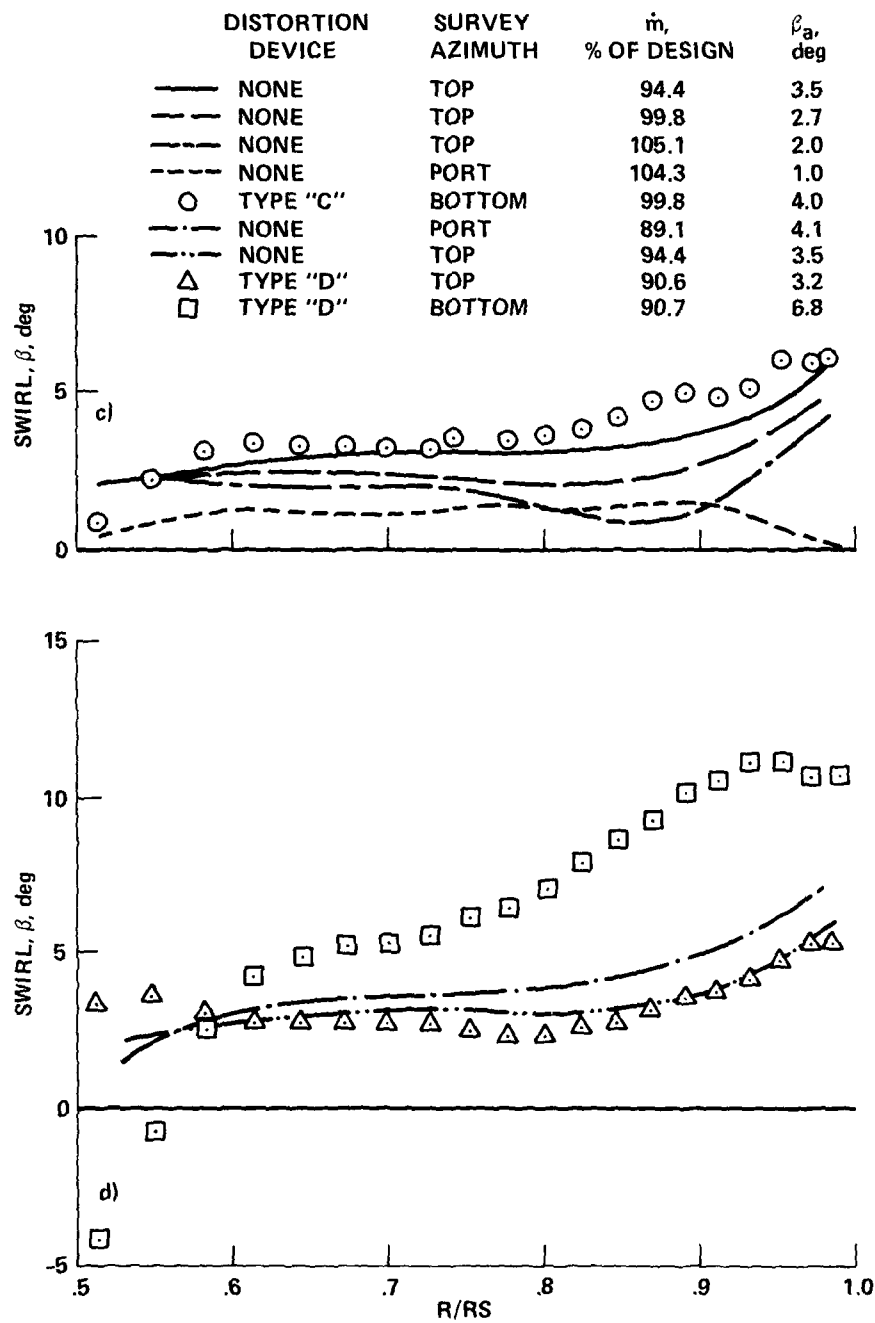 DISTORTION SURVEY ṁ, βa,
DEVICE AZIMUTH % OF DESIGN deg
NONE TOP 94.4 3.5
NONE TOP 99.8 2.7
NONE TOP 105.1 2.0
NONE PORT 104.3 1.0
TYPE "C" BOTTOM 99.8 4.0
NONE PORT 89.1 4.1
NONE TOP 94.4 3.5
TYPE "D" TOP 90.6 3.2
TYPE "D" BOTTOM 90.7 6.8
10
5
0
SWIRL, β, deg
c)
15
10
5
0
-5
SWIRL, β, deg
d)
.5 .6 .7 .8 .9 1.0
R/RS